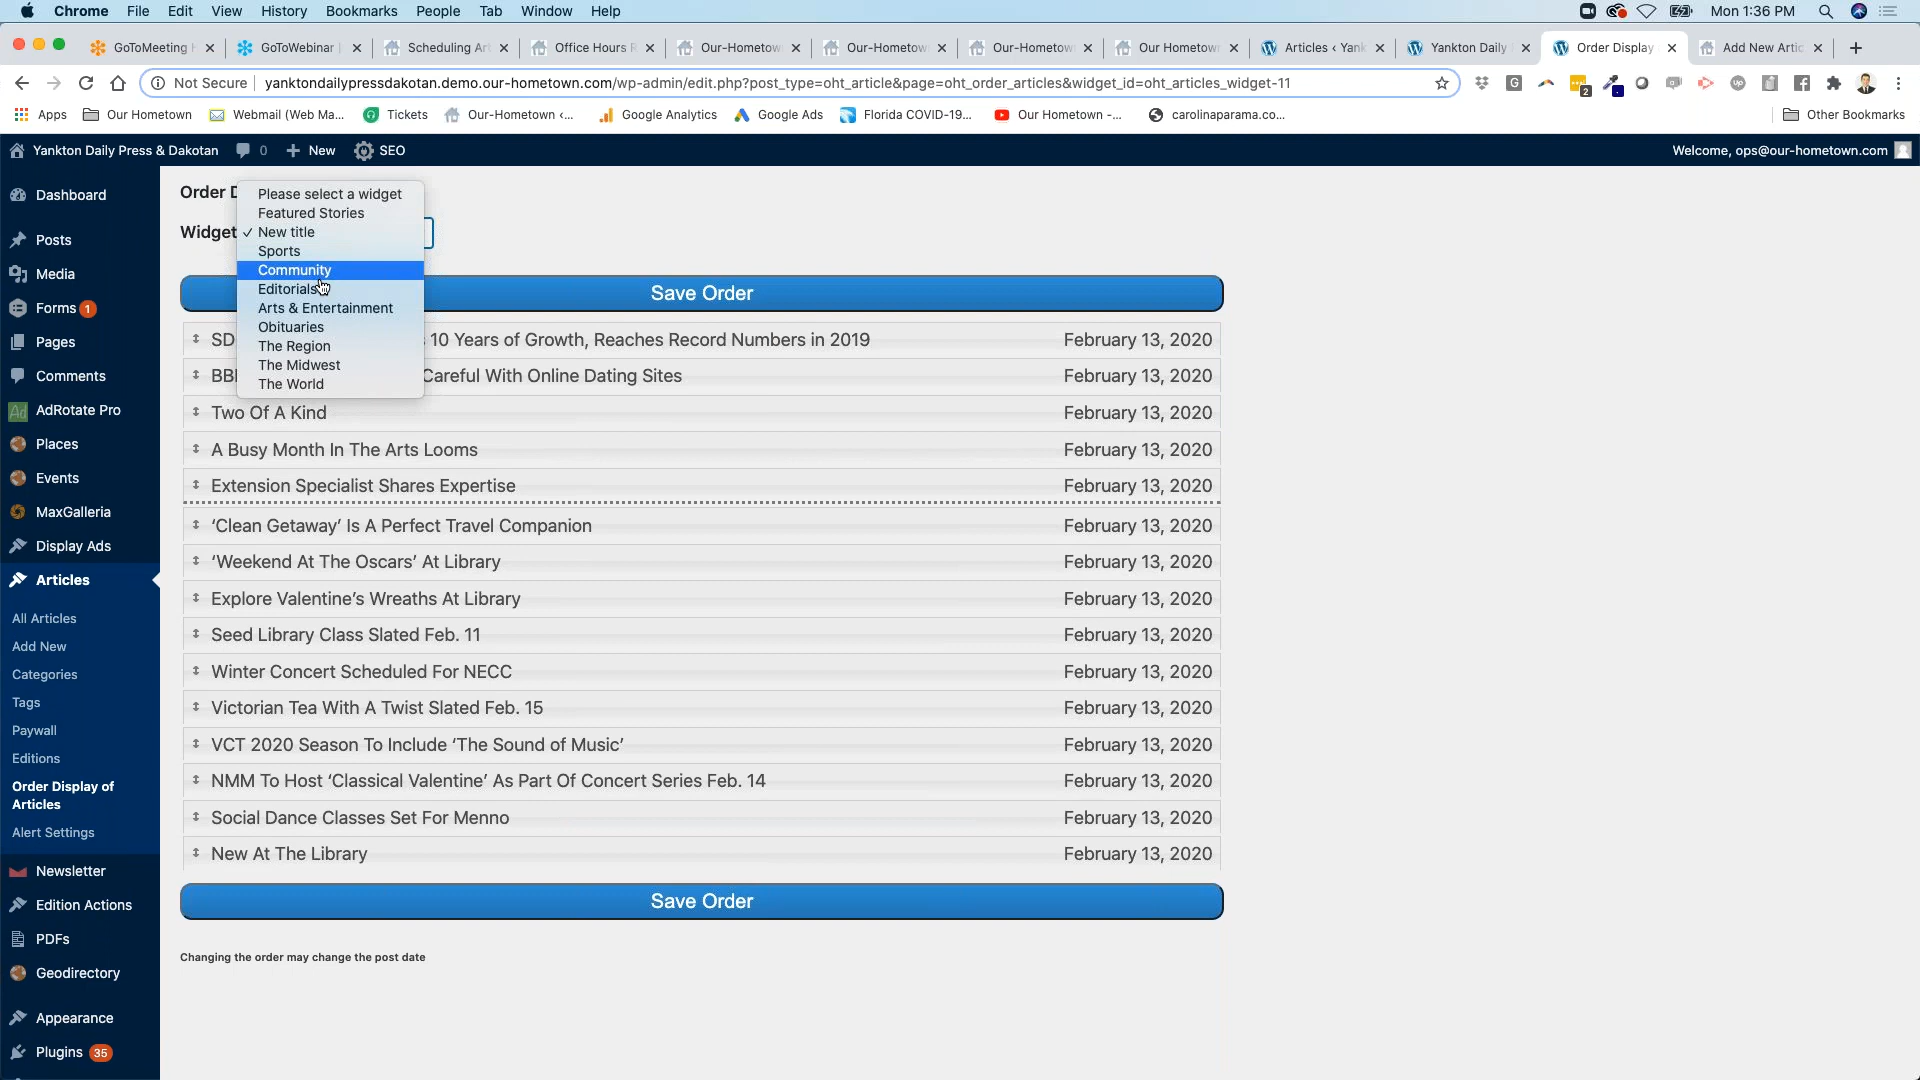 Chrome File Edit View History Bookmarks People Tab Window Help Mon 1:36 PM
GoToMeeting GoToWebinar Scheduling Art Office Hours R Our-Hometow Our-Hometow Our-Hometow Our Hometow Articles ‹ Yank Yankton Daily Order Display Add New Artic
Not Secure yanktondailypressdakotan.demo.our-hometown.com/wp-admin/edit.php?post_type=oht_article&page=oht_order_articles&widget_id=oht_articles_widget-11
Apps Our Hometown Webmail (Web Ma... Tickets Our-Hometown ‹... Google Analytics Google Ads Florida COVID-19... Our Hometown -... carolinaparama.co... Other Bookmarks
Yankton Daily Press & Dakotan 0 New SEO Welcome, ops@our-hometown.com
Dashboard
Posts
Media
Forms 1
Pages
Comments
AdRotate Pro
Places
Events
MaxGalleria
Display Ads
Articles
All Articles
Add New
Categories
Tags
Paywall
Editions
Order Display of
Articles
Alert Settings
Newsletter
Edition Actions
PDFs
Geodirectory
Appearance
Plugins 35
Order D
Widget
Please select a widget
Featured Stories
✓ New title
Sports
Community
Editorials
Arts & Entertainment
Obituaries
The Region
The Midwest
The World
Save Order
SD 10 Years of Growth, Reaches Record Numbers in 2019 February 13, 2020
BB Careful With Online Dating Sites February 13, 2020
Two Of A Kind February 13, 2020
A Busy Month In The Arts Looms February 13, 2020
Extension Specialist Shares Expertise February 13, 2020
‘Clean Getaway’ Is A Perfect Travel Companion February 13, 2020
‘Weekend At The Oscars’ At Library February 13, 2020
Explore Valentine’s Wreaths At Library February 13, 2020
Seed Library Class Slated Feb. 11 February 13, 2020
Winter Concert Scheduled For NECC February 13, 2020
Victorian Tea With A Twist Slated Feb. 15 February 13, 2020
VCT 2020 Season To Include ‘The Sound of Music’ February 13, 2020
NMM To Host ‘Classical Valentine’ As Part Of Concert Series Feb. 14 February 13, 2020
Social Dance Classes Set For Menno February 13, 2020
New At The Library February 13, 2020
Save Order
Changing the order may change the post date